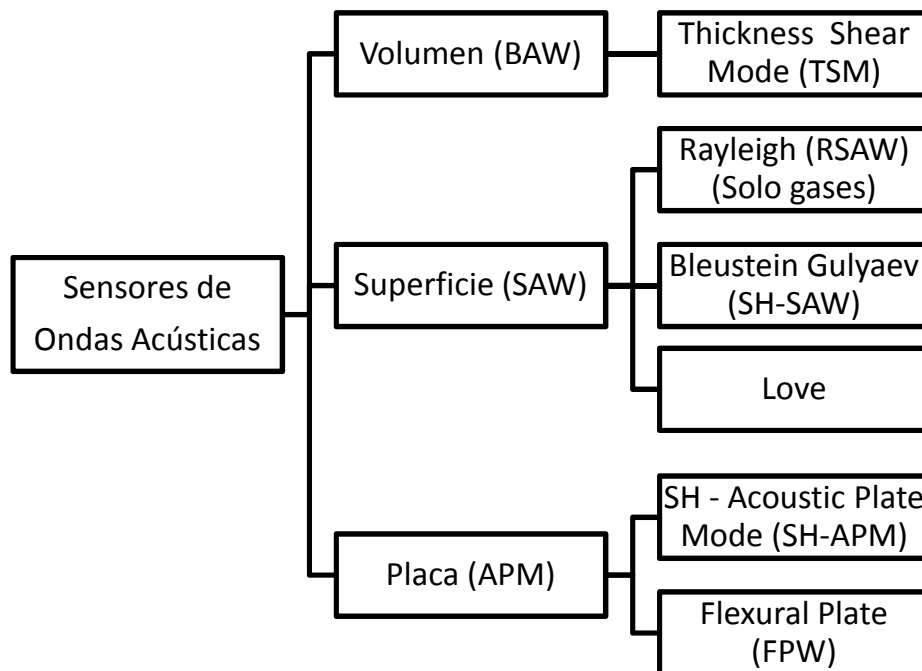 Sensores de
Ondas Acústicas
Volumen (BAW)
Thickness Shear
Mode (TSM)
Superficie (SAW)
Rayleigh (RSAW)
(Solo gases)
Bleustein Gulyaev
(SH-SAW)
Love
Placa (APM)
SH - Acoustic Plate
Mode (SH-APM)
Flexural Plate
(FPW)